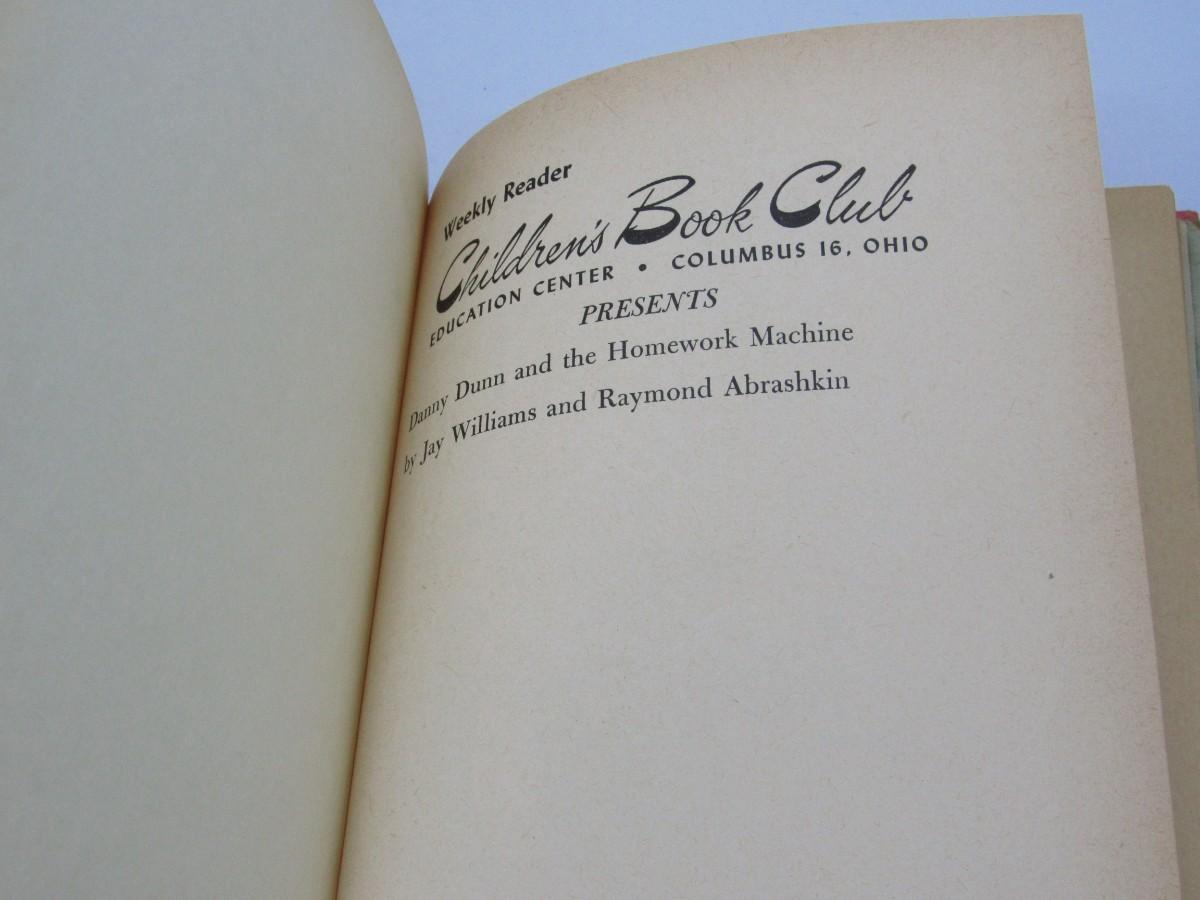 Weekly Reader
Children's Book Club
EDUCATION CENTER • COLUMBUS 16, OHIO
PRESENTS
Danny Dunn and the Homework Machine
by Jay Williams and Raymond Abrashkin